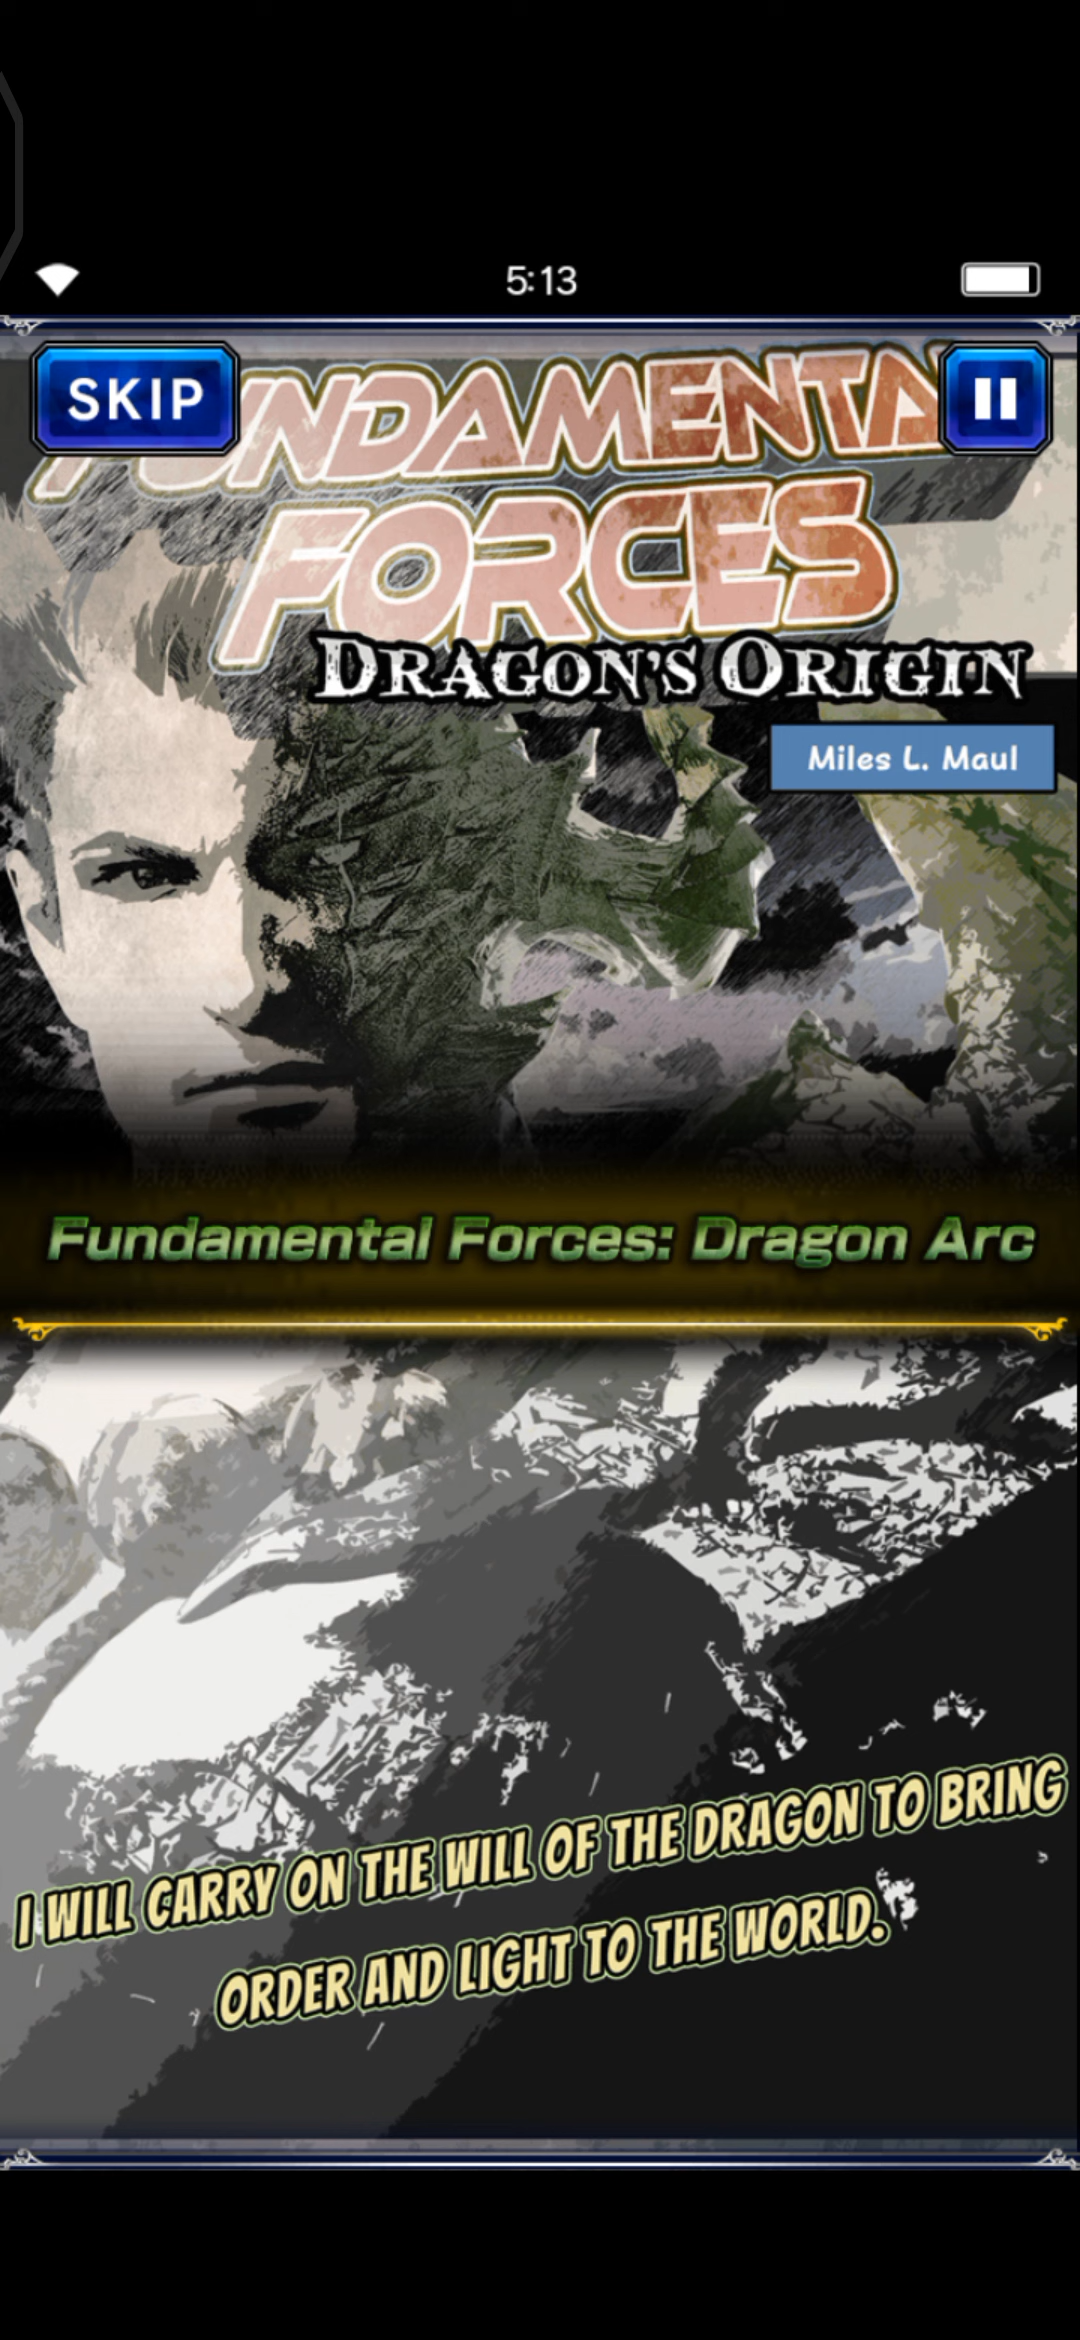 5:13
SKIP
FUNDAMENTAL
FORCES
DRAGON'S ORIGIN
Miles L. Maul
Fundamental Forces: Dragon Arc
I WILL CARRY ON THE WILL OF THE DRAGON TO BRING
ORDER AND LIGHT TO THE WORLD.